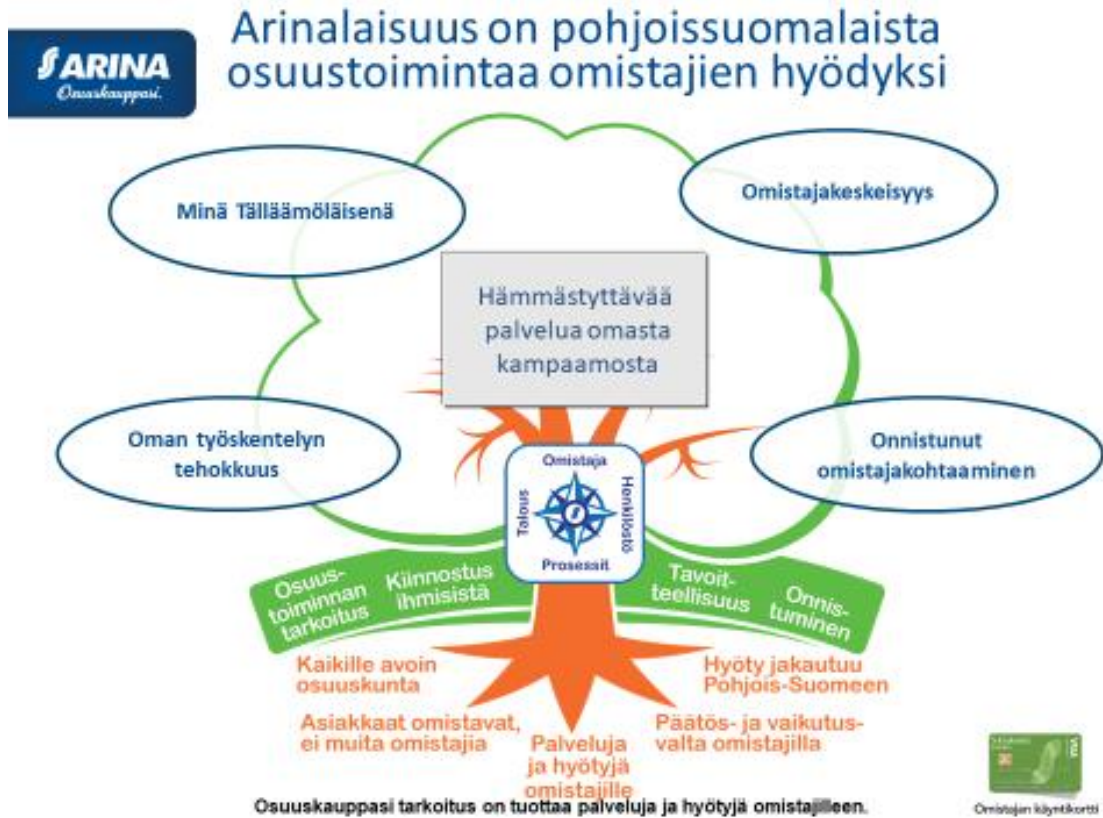 Arinalaisuus on pohjoissuomalaista
osuustoimintaa omistajien hyödyksi
ARINA
Osuuskauppasi.
Minä Tälläämöläisenä
Omistajakeskeisyys
Hämmästyttävää
palvelua omasta
kampaamosta
Oman työskentelyn
tehokkuus
Onnistunut
omistajakohtaaminen
Omistaja
Talous
Henkilöstö
Prosessit
Osuus-
toiminnan
tarkoitus
Kiinnostus
ihmisistä
Tavoit-
teellisuus
Onnis-
tuminen
Kaikille avoin
osuuskunta
Hyöty jakautuu
Pohjois-Suomeen
Asiakkaat omistavat,
ei muita omistajia
Palveluja
ja hyötyjä
omistajille
Päätös- ja vaikutus-
valta omistajilla
Osuuskauppasi tarkoitus on tuottaa palveluja ja hyötyjä omistajilleen.
VISA
Omistajan käyntikortti